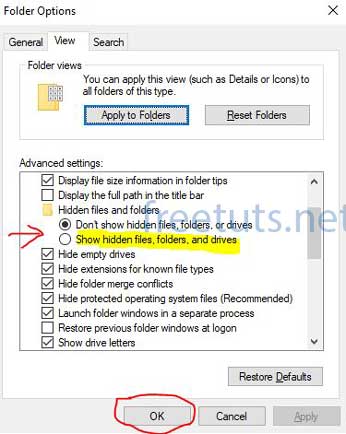 Folder Options
General
View
Search
Folder views
You can apply this view (such as Details or Icons) to
all folders of this type.
Apply to Folders
Reset Folders
Advanced settings:
Display file size information in folder tips
Display the full path in the title bar
Hidden files and folders
Don't show hidden files, folders, or drives
Show hidden files, folders, and drives
Hide empty drives
Hide extensions for known file types
Hide folder merge conflicts
Hide protected operating system files (Recommended)
Launch folder windows in a separate process
Restore previous folder windows at logon
Show drive letters
freetuts.net
Restore Defaults
OK
Cancel
Apply